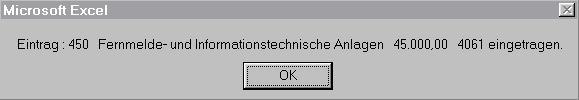 Microsoft Excel
Eintrag : 450 Fernmelde- und Informationstechnische Anlagen 45.000,00 4061 eingetragen.
OK